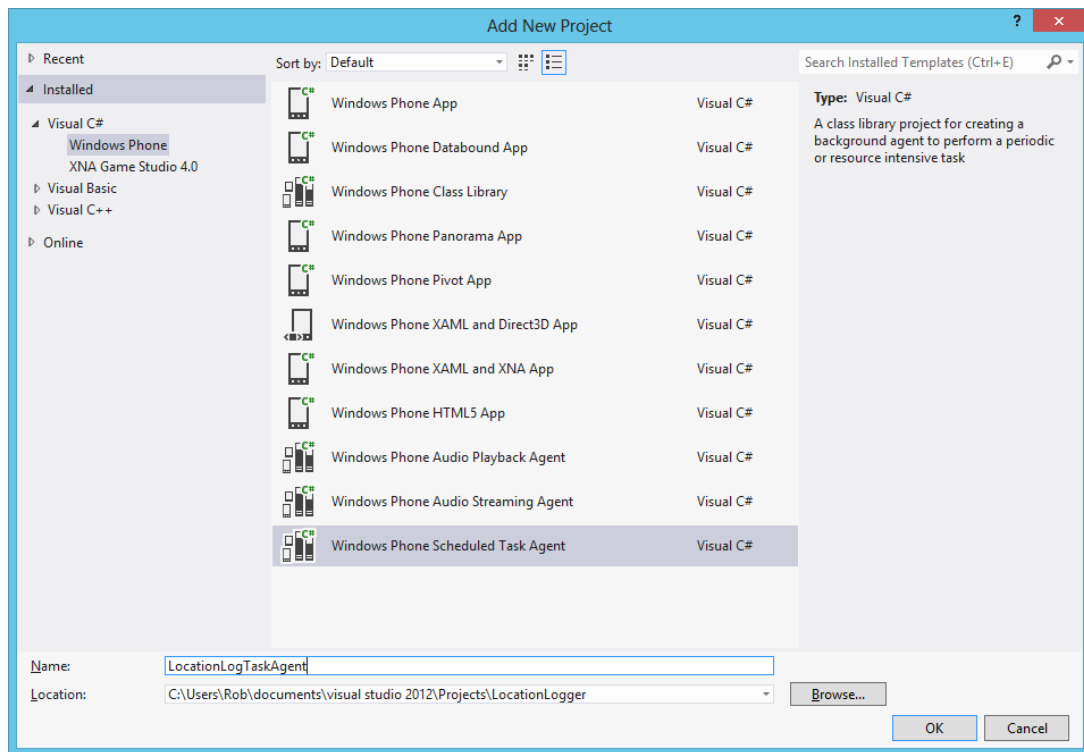 Add New Project
?
×
Recent
Installed
Visual C#
Windows Phone
XNA Game Studio 4.0
Visual Basic
Visual C++
Online
Sort by: Default
C# Windows Phone App Visual C#
C# Windows Phone Databound App Visual C#
C# Windows Phone Class Library Visual C#
C# Windows Phone Panorama App Visual C#
C# Windows Phone Pivot App Visual C#
Windows Phone XAML and Direct3D App Visual C#
C# Windows Phone XAML and XNA App Visual C#
C# Windows Phone HTML5 App Visual C#
C# Windows Phone Audio Playback Agent Visual C#
C# Windows Phone Audio Streaming Agent Visual C#
C# Windows Phone Scheduled Task Agent Visual C#
Search Installed Templates (Ctrl+E)
Type: Visual C#
A class library project for creating a
background agent to perform a periodic
or resource intensive task
Name: LocationLogTaskAgent
Location: C:\Users\Rob\documents\visual studio 2012\Projects\LocationLogger
Browse...
OK Cancel